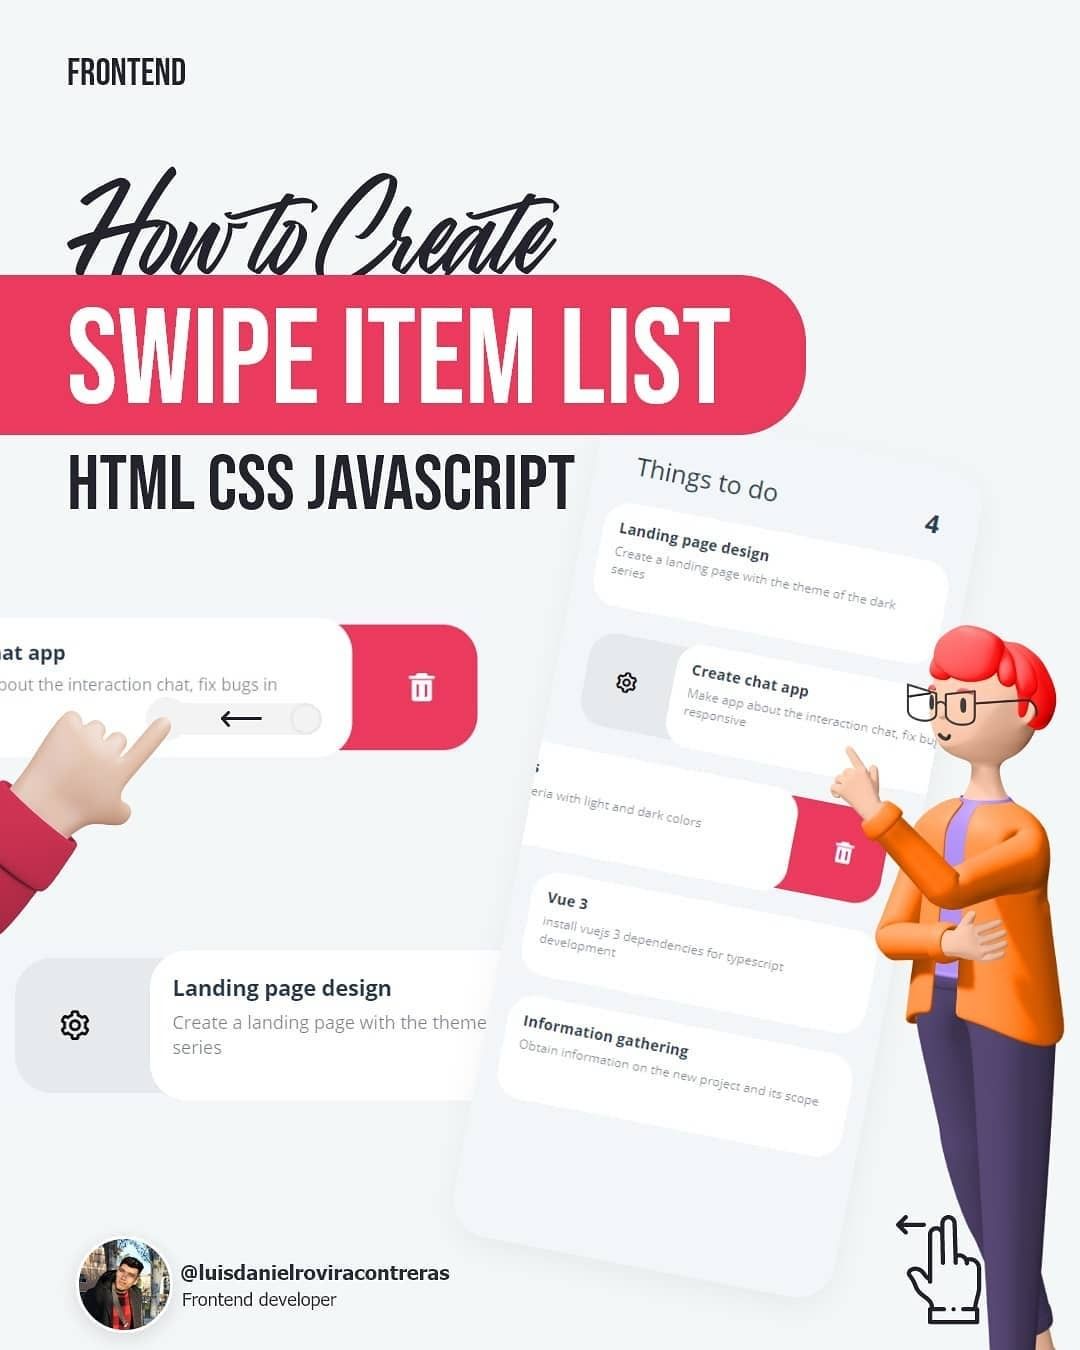 FRONTEND
How to Create
SWIPE ITEM LIST
HTML CSS JAVASCRIPT
Things to do
4
Landing page design
Create a landing page with the theme of the dark
series
Create chat app
Make app about the interaction chat, fix bu
responsive
s
eria with light and dark colors
Vue 3
install vuejs 3 dependencies for typescript
development
Information gathering
Obtain information on the new project and its scope
at app
bout the interaction chat, fix bugs in
Landing page design
Create a landing page with the theme
series
@luisdanielroviracontreras
Frontend developer